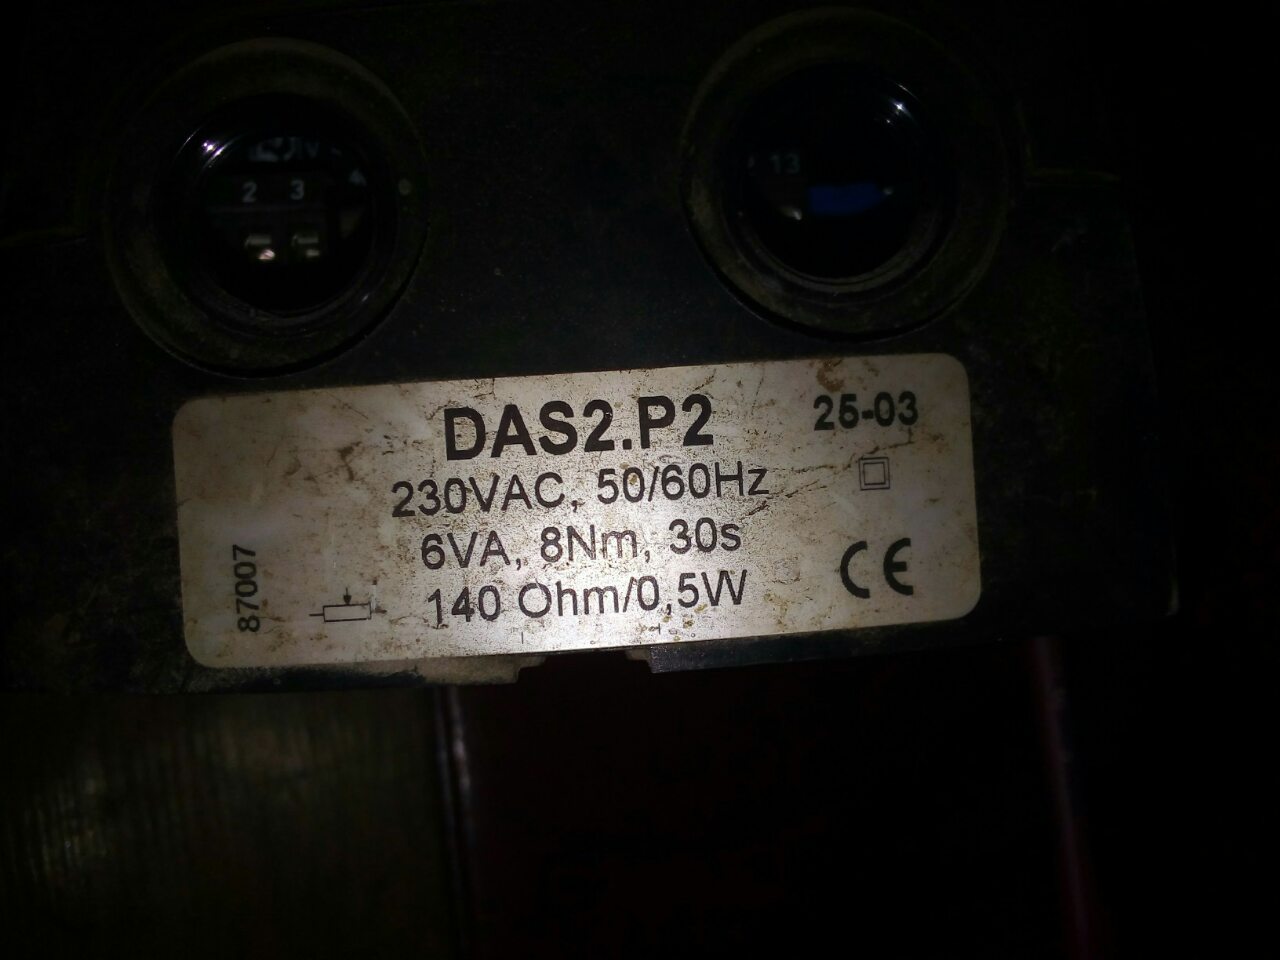 2 3
13
DAS2.P2
25-03
230VAC, 50/60Hz
6VA, 8Nm, 30s
140 Ohm/0,5W
87007
CE